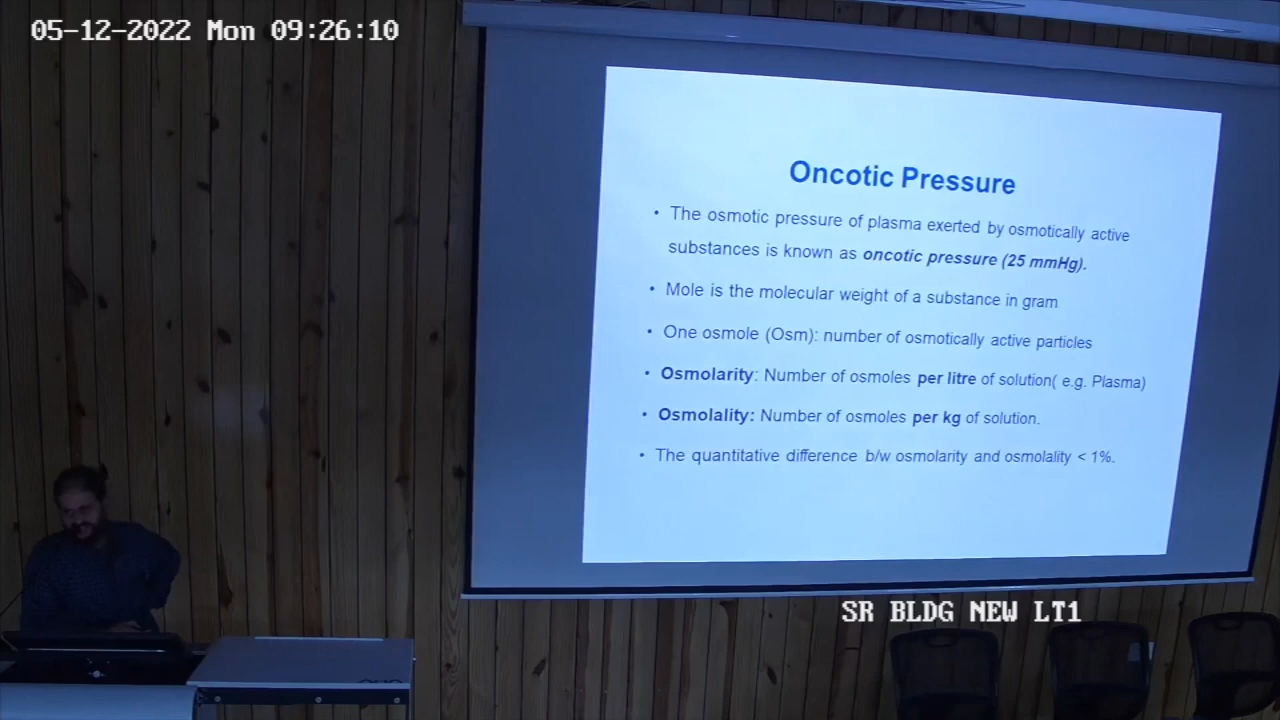 05-12-2022 Mon 09:26:10
Oncotic Pressure
• The osmotic pressure of plasma exerted by osmotically active
substances is known as oncotic pressure (25 mmHg).
• Mole is the molecular weight of a substance in gram
• One osmole (Osm): number of osmotically active particles
• Osmolarity: Number of osmoles per litre of solution( e.g. Plasma)
• Osmolality: Number of osmoles per kg of solution.
• The quantitative difference b/w osmolarity and osmolality < 1%.
SR BLDG NEW LT1